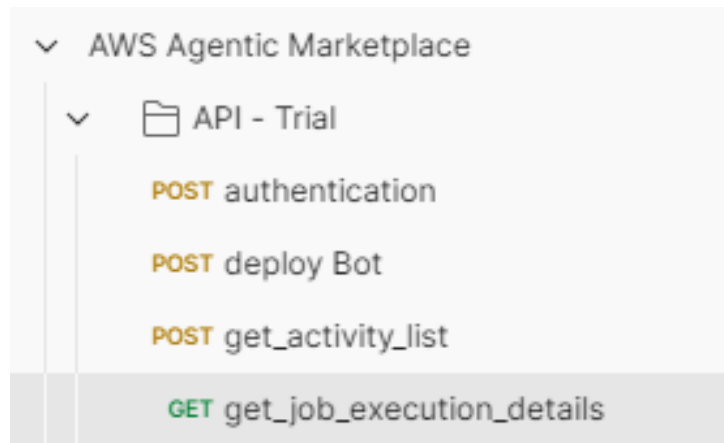 AWS Agentic Marketplace
API - Trial
POST authentication
POST deploy Bot
POST get_activity_list
GET get_job_execution_details